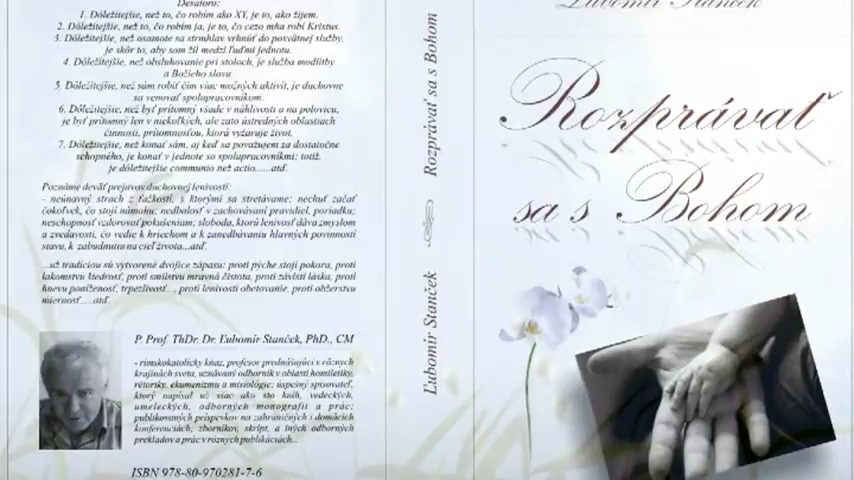 Desatoro:
1. Dôležitejšie, než to, čo robím ako XY, je to, ako žijem.
2. Dôležitejšie, než to, čo robím ja, je to, čo cezo mňa robí Kristus.
3. Dôležitejšie, než osamote sa strmhlav vrhnúť do posvätnej služby,
je skôr to, aby som žil medzi ľuďmi jednotu.
4. Dôležitejšie, než obsluhovanie pri stoloch, je služba modlitby
a Božieho slova
5. Dôležitejšie, než sám robiť čím viac možných aktivít, je duchovne
sa venovať spolupracovníkom.
6. Dôležitejšie, než byť prítomný všade v náhlivosti a na polovicu,
je byť prítomný len v niekoľkých, ale zato ústredných oblastiach
činnosti, prítomnosťou, ktorá vyžaruje život.
7. Dôležitejšie, než konať sám, aj keď sa považujem za dostatočne
schopného, je konať v jednote so spolupracovníkmi; totiž,
je dôležitejšie communio než actio......atď.
Poznáme deväť prejavov duchovnej lenivosti:
- neúnavný strach z ťažkostí, s ktorými sa stretávame; nechuť začať
čokoľvek, čo stojí námahu; nedbalosť v zachovávaní pravidiel, poriadku;
neschopnosť vzdorovať pokušeniam; sloboda, ktorá lenivosť dáva zmyslom
a zvedavosti, čo vedie k hriechom a k zanedbávaniu hlavných povinností
stavu, k zabudnutiu na cieľ života...atď.
...už tradíciou sú vytvorené dvojice zápasu: proti pýche stojí pokora, proti
lakomstvu štedrosť, proti smilstvu mravná čistota, proti závisti láska, proti
hnevu poníženosť, trpezlivosť..., proti lenivosti obetovanie, proti obžerstvu
miernosť.....atď.
P. Prof. ThDr. Dr. Ľubomír Stanček, PhD., CM
- rímskokatolícky kňaz, profesor prednášajúci v rôznych
krajinách sveta, uznávaný odborník v oblasti homiletiky,
rétoriky, ekumenizmu a misiológie; úspešný spisovateľ,
ktorý napísal už viac ako sto kníh, vedeckých,
umeleckých, odborných monografií a prác;
publikovaných príspevkov na zahraničných i domácich
konferenciách; zborníkov, skrípt, a iných odborných
prekladov a prác v rôznych publikáciách...
ISBN 978-80-970281-7-6
Ľubomír Stanček
Rozprávať sa s Bohom
Ľubomír Stanček
Rozprávať
sa s Bohom